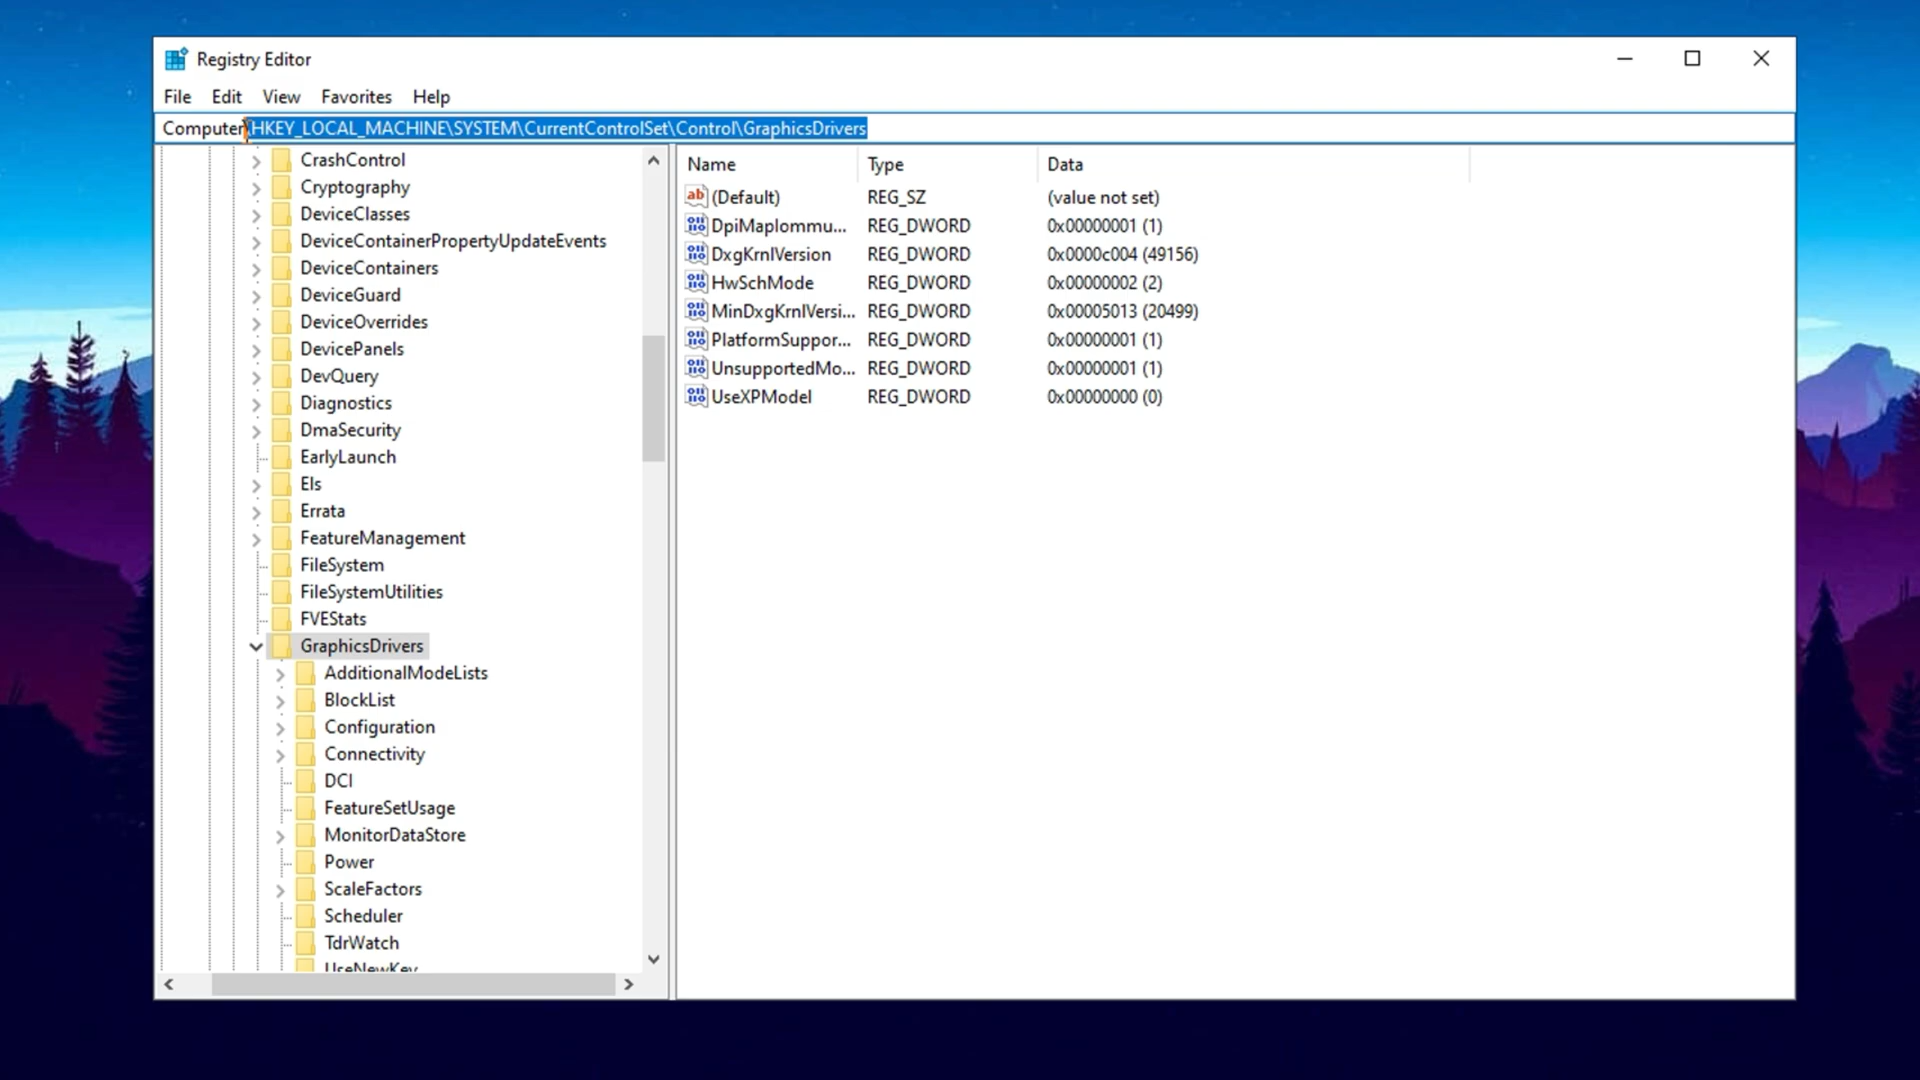 Registry Editor
File Edit View Favorites Help
Computer\HKEY_LOCAL_MACHINE\SYSTEM\CurrentControlSet\Control\GraphicsDrivers
CrashControl
Cryptography
DeviceClasses
DeviceContainerPropertyUpdateEvents
DeviceContainers
DeviceGuard
DeviceOverrides
DevicePanels
DevQuery
Diagnostics
DmaSecurity
EarlyLaunch
Els
Errata
FeatureManagement
FileSystem
FileSystemUtilities
FVEStats
GraphicsDrivers
AdditionalModeLists
BlockList
Configuration
Connectivity
DCI
FeatureSetUsage
MonitorDataStore
Power
ScaleFactors
Scheduler
TdrWatch
UseNewKey
Name Type Data
ab (Default) REG_SZ (value not set)
DpiMapIommu... REG_DWORD 0x00000001 (1)
DxgKrnlVersion REG_DWORD 0x0000c004 (49156)
HwSchMode REG_DWORD 0x00000002 (2)
MinDxgKrnlVersi... REG_DWORD 0x00005013 (20499)
PlatformSuppor... REG_DWORD 0x00000001 (1)
UnsupportedMo... REG_DWORD 0x00000001 (1)
UseXPModel REG_DWORD 0x00000000 (0)